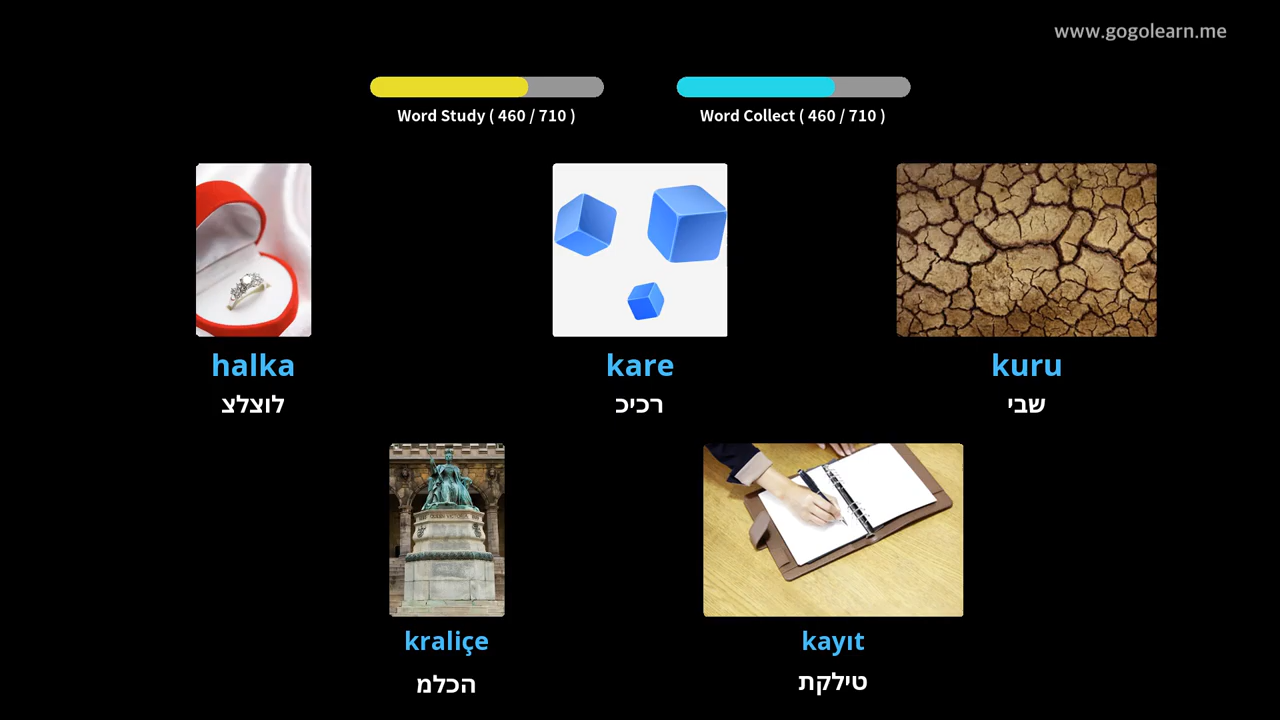 www.gogolearn.me
Word Study ( 460 / 710 )
Word Collect ( 460 / 710 )
halka
לוצלצ
kare
רכיכ
kuru
שבי
kraliçe
הכלמ
kayıt
טילקת